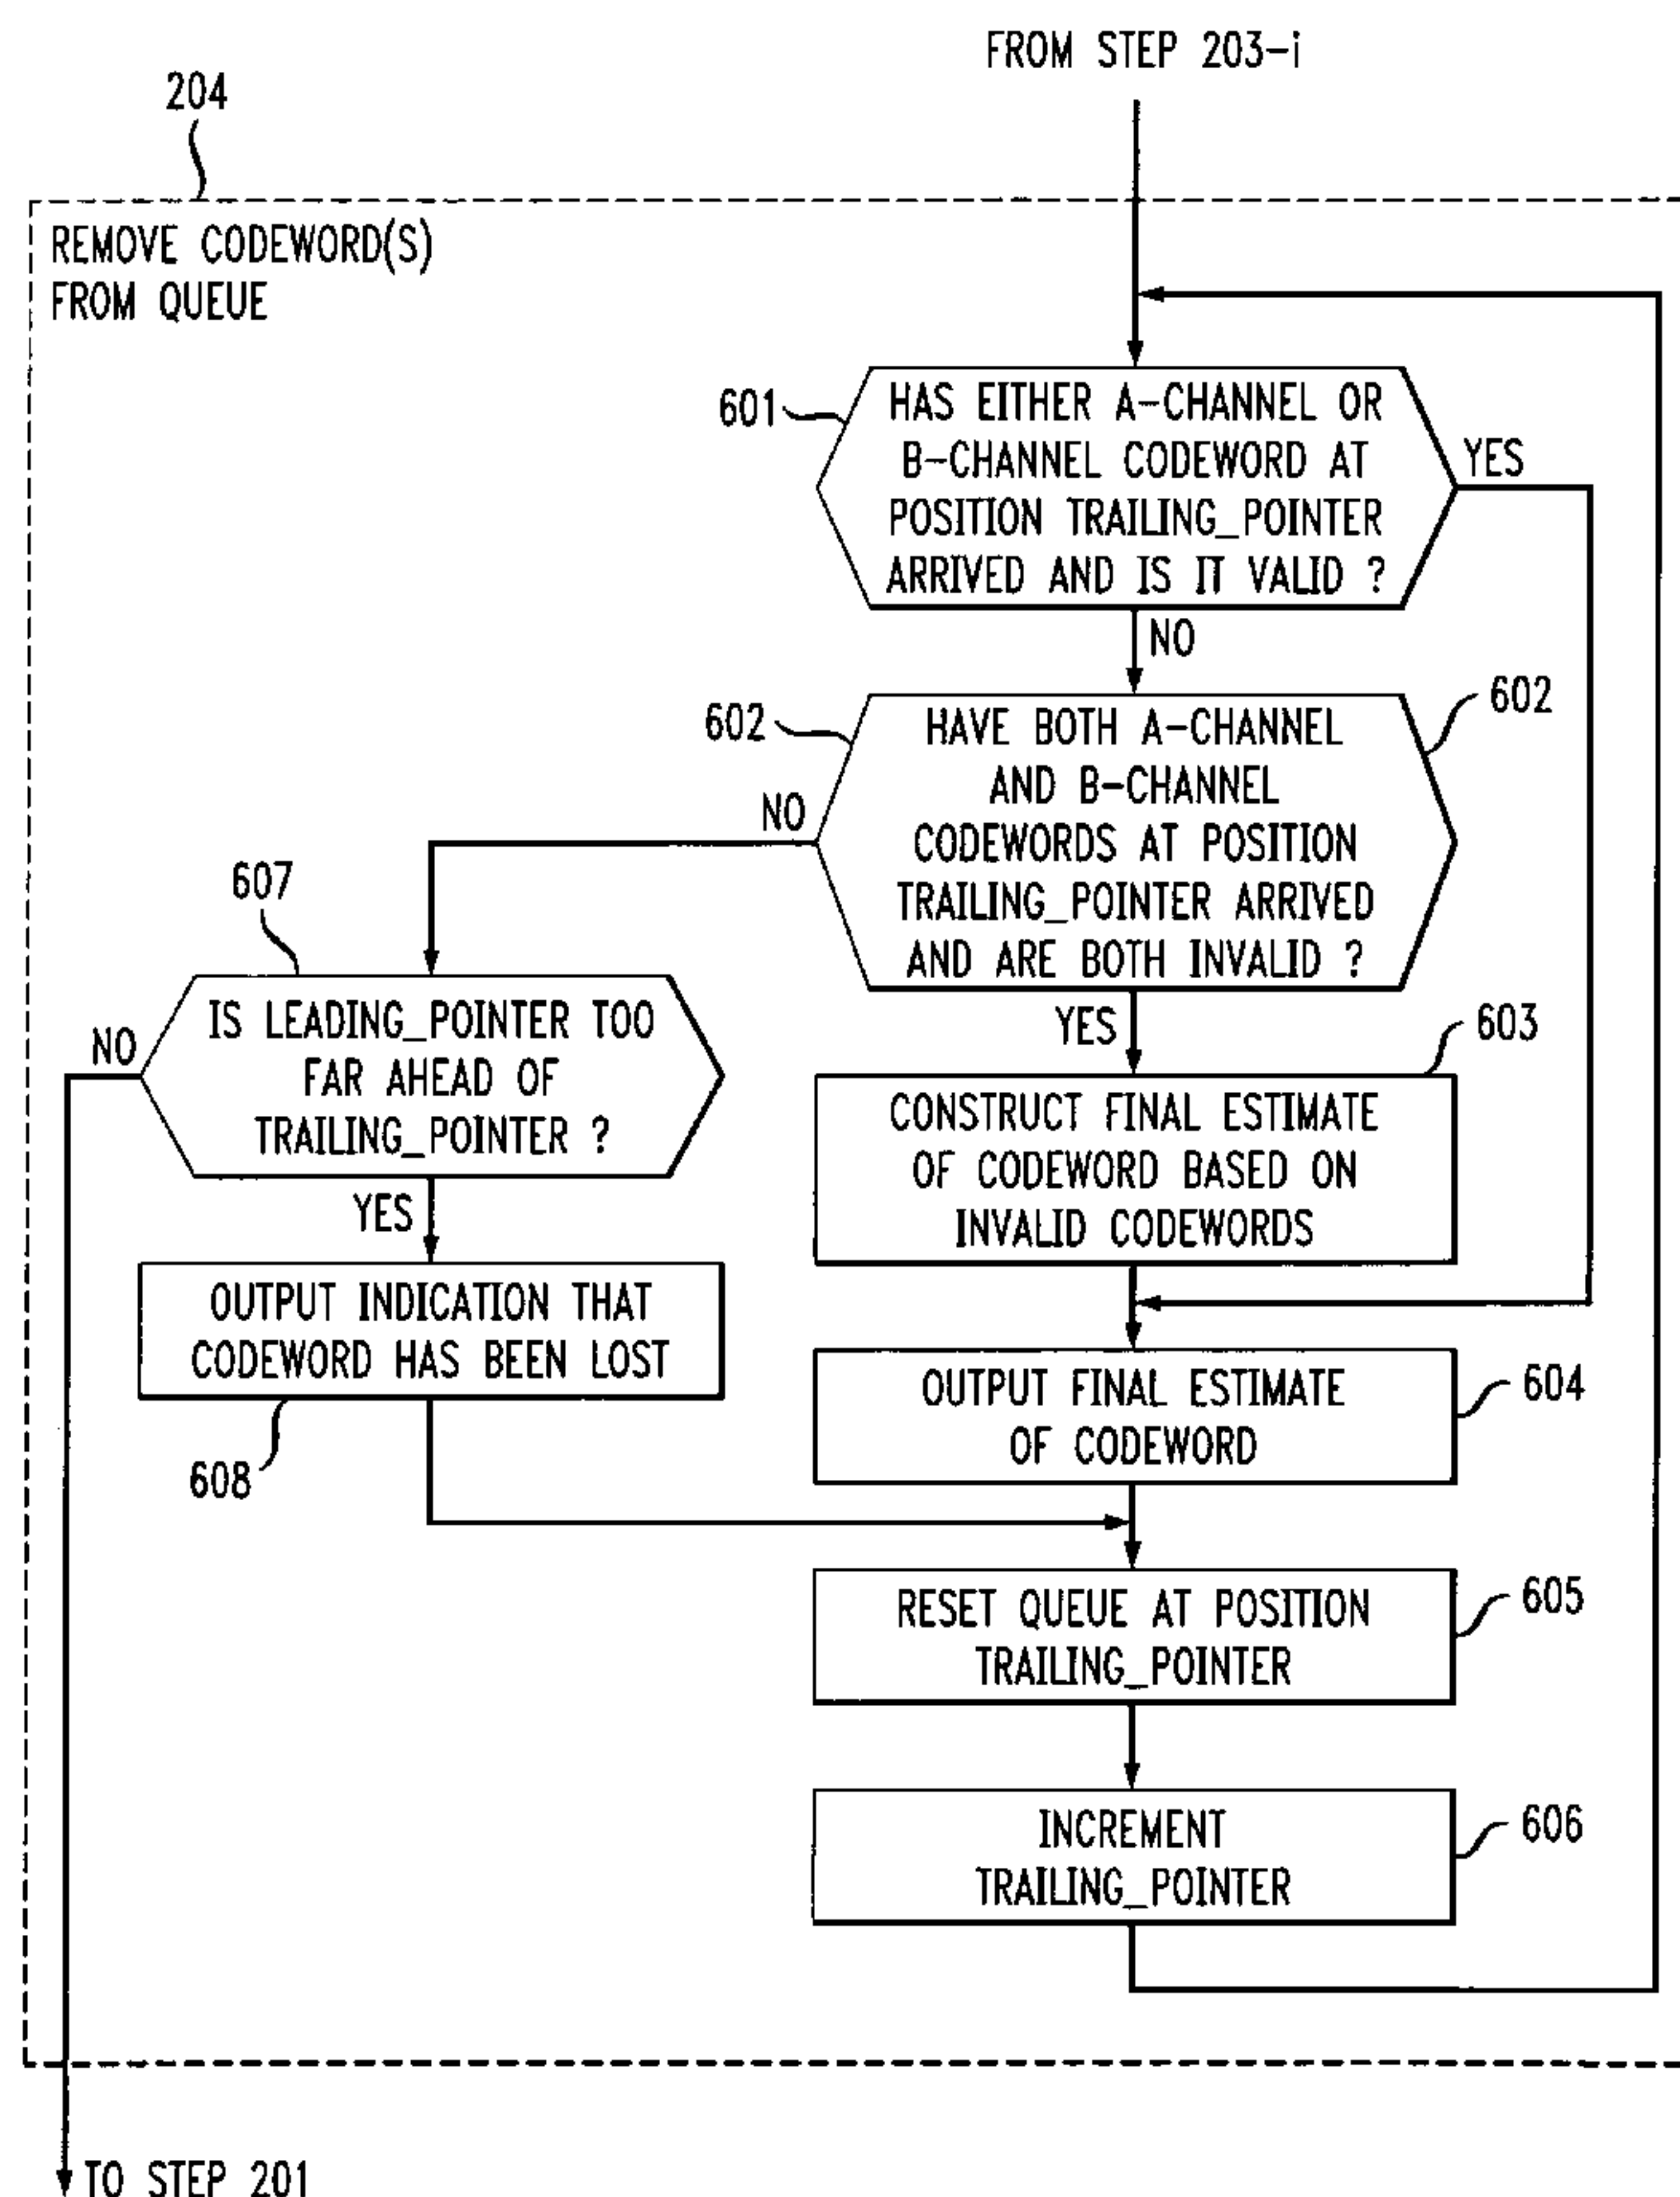 FROM STEP 203-i
204
REMOVE CODEWORD(S)
FROM QUEUE
601
HAS EITHER A-CHANNEL OR
B-CHANNEL CODEWORD AT
POSITION TRAILING_POINTER
ARRIVED AND IS IT VALID ?
YES
NO
602
HAVE BOTH A-CHANNEL
AND B-CHANNEL
CODEWORDS AT POSITION
TRAILING_POINTER ARRIVED
AND ARE BOTH INVALID ?
602
NO
YES
607
IS LEADING_POINTER TOO
FAR AHEAD OF
TRAILING_POINTER ?
NO
YES
603
CONSTRUCT FINAL ESTIMATE
OF CODEWORD BASED ON
INVALID CODEWORDS
OUTPUT INDICATION THAT
CODEWORD HAS BEEN LOST
608
OUTPUT FINAL ESTIMATE
OF CODEWORD
604
RESET QUEUE AT POSITION
TRAILING_POINTER
605
INCREMENT
TRAILING_POINTER
606
TO STEP 201